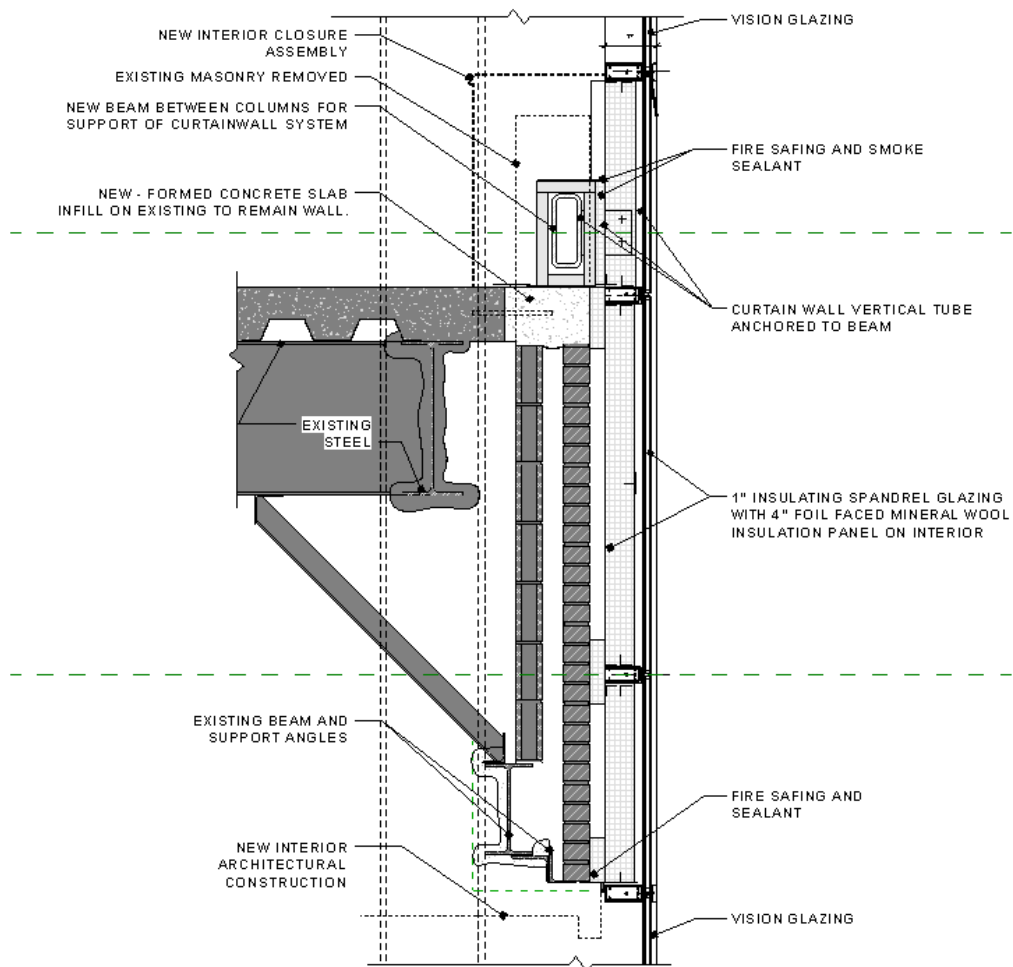 NEW INTERIOR CLOSURE
ASSEMBLY
EXISTING MASONRY REMOVED
NEW BEAM BETWEEN COLUMNS FOR
SUPPORT OF CURTAINWALL SYSTEM
NEW - FORMED CONCRETE SLAB
INFILL ON EXISTING TO REMAIN WALL.
EXISTING
STEEL
EXISTING BEAM AND
SUPPORT ANGLES
NEW INTERIOR
ARCHITECTURAL
CONSTRUCTION
VISION GLAZING
FIRE SAFING AND SMOKE
SEALANT
CURTAIN WALL VERTICAL TUBE
ANCHORED TO BEAM
1" INSULATING SPANDREL GLAZING
WITH 4" FOIL FACED MINERAL WOOL
INSULATION PANEL ON INTERIOR
FIRE SAFING AND
SEALANT
VISION GLAZING